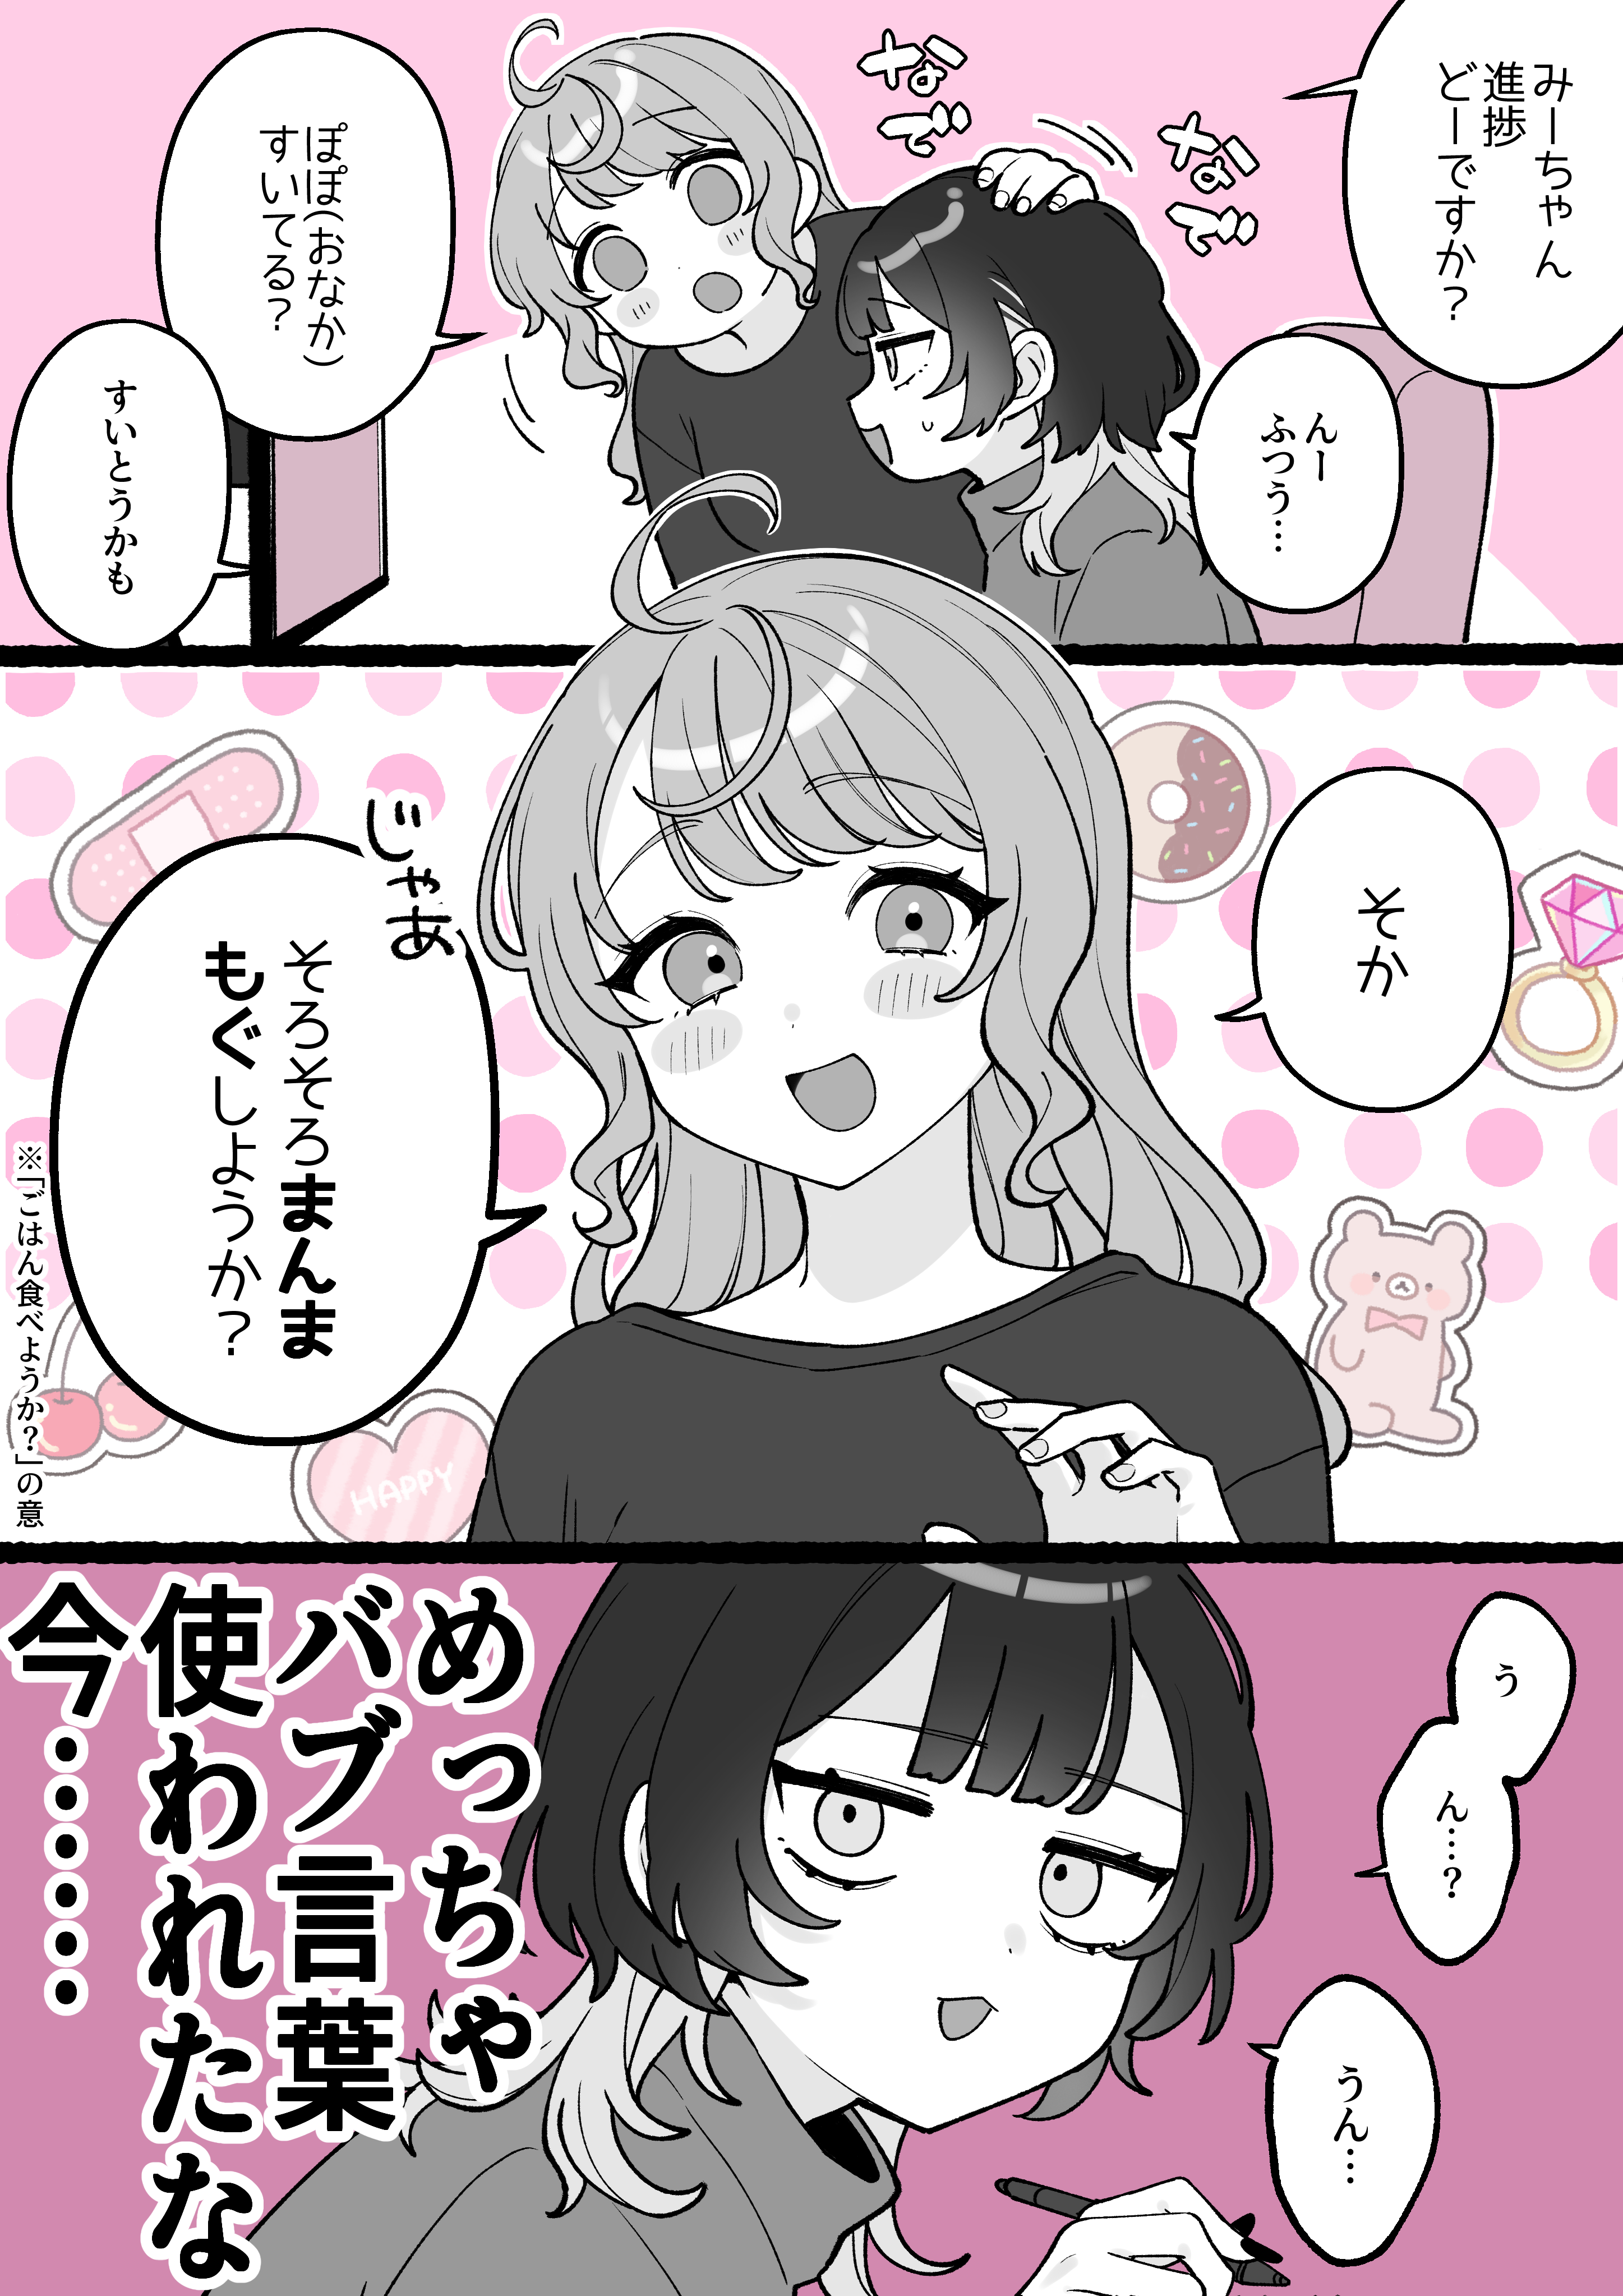 みーちゃん
進捗
どーですか?
なで
なで
んー
ふつう…
ぽぽ(おなか)
すいてる?
すいとうかも
そか
じゃあ
そろそろまんま
もぐしようか?
※「ごはん食べようか?」の意
HAPPY
う
ん…?
うん…
めっちゃ
バブ言葉
使われたな
今……